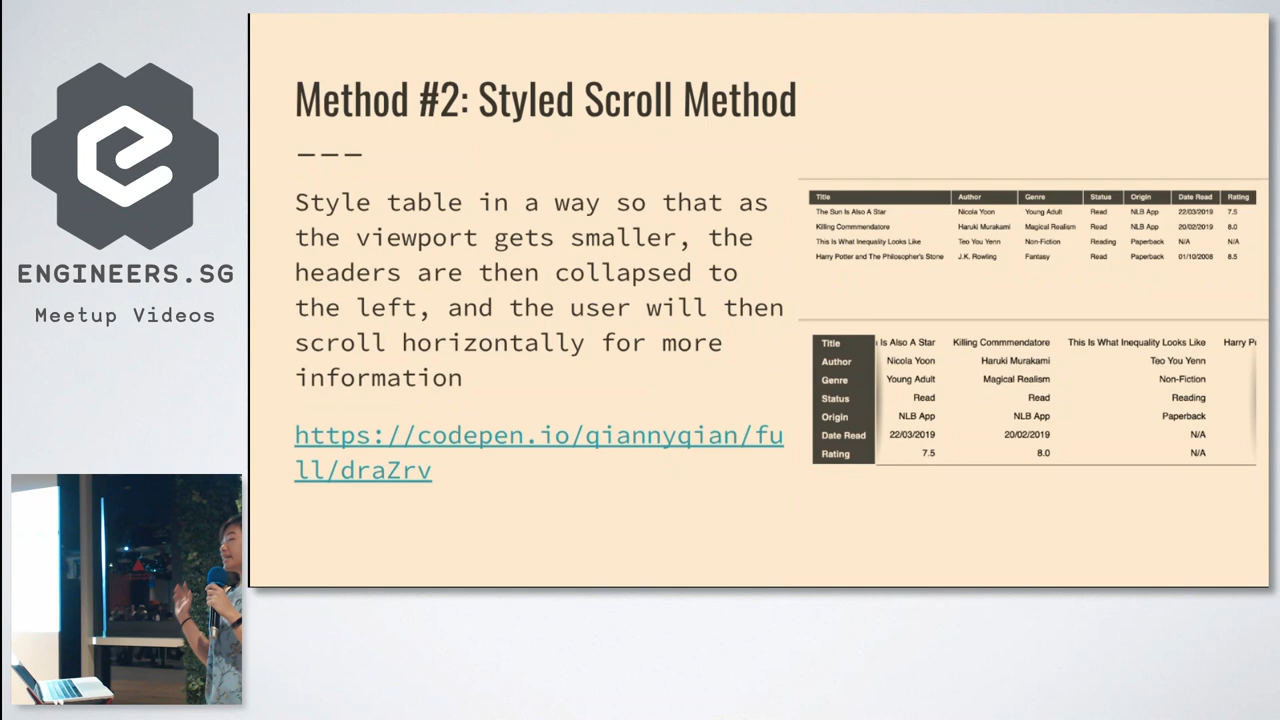 ENGINEERS.SG
Meetup Videos
Method #2: Styled Scroll Method
———
Style table in a way so that as
the viewport gets smaller, the
headers are then collapsed to
the left, and the user will then
scroll horizontally for more
information
https://codepen.io/qiannyqian/fu
ll/draZrv
Title Author Genre Status Origin Date Read Rating
The Sun Is Also A Star Nicola Yoon Young Adult Read NLB App 22/03/2019 7.5
Killing Commmendatore Haruki Murakami Magical Realism Read NLB App 20/02/2019 8.0
This Is What Inequality Looks Like Teo You Yenn Non-Fiction Reading Paperback N/A N/A
Harry Potter and The Philosopher's Stone J.K. Rowling Fantasy Read Paperback 01/10/2008 8.5
Title Is Also A Star Killing Commmendatore This Is What Inequality Looks Like Harry
Author Nicola Yoon Haruki Murakami Teo You Yenn
Genre Young Adult Magical Realism Non-Fiction
Status Read Read Reading
Origin NLB App NLB App Paperback
Date Read 22/03/2019 20/02/2019 N/A
Rating 7.5 8.0 N/A